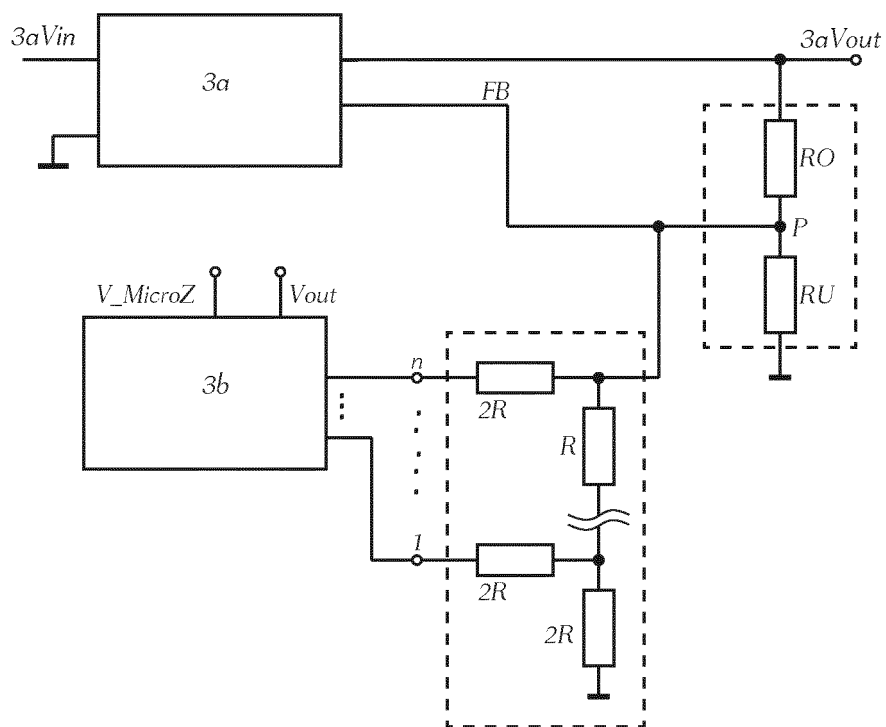 3aVin
3aVout
3a
FB
RO
P
RU
V_MicroZ
Vout
3b
n
2R
R
1
2R
2R